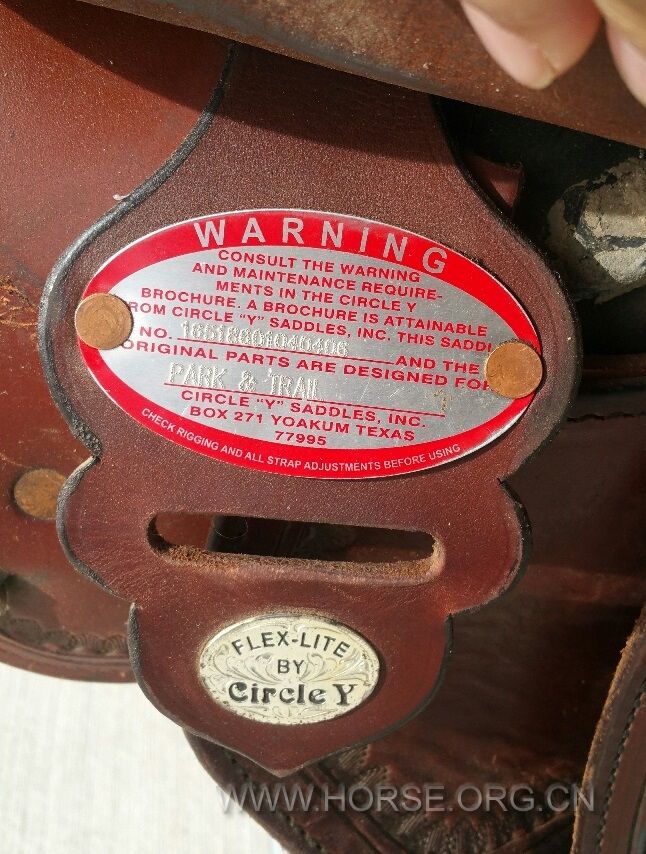 WARNING
CONSULT THE WARNING
AND MAINTENANCE REQUIRE-
MENTS IN THE CIRCLE Y
BROCHURE. A BROCHURE IS ATTAINABLE
ROM CIRCLE "Y" SADDLES, INC. THIS SADDL
NO. AND THE
ORIGINAL PARTS ARE DESIGNED FOR
PARK & TRAIL
CIRCLE "Y" SADDLES, INC.
BOX 271 YOAKUM TEXAS
77995
CHECK RIGGING AND ALL STRAP ADJUSTMENTS BEFORE USING
FLEX-LITE
BY
Circle Y
WWW.HORSE.ORG.CN